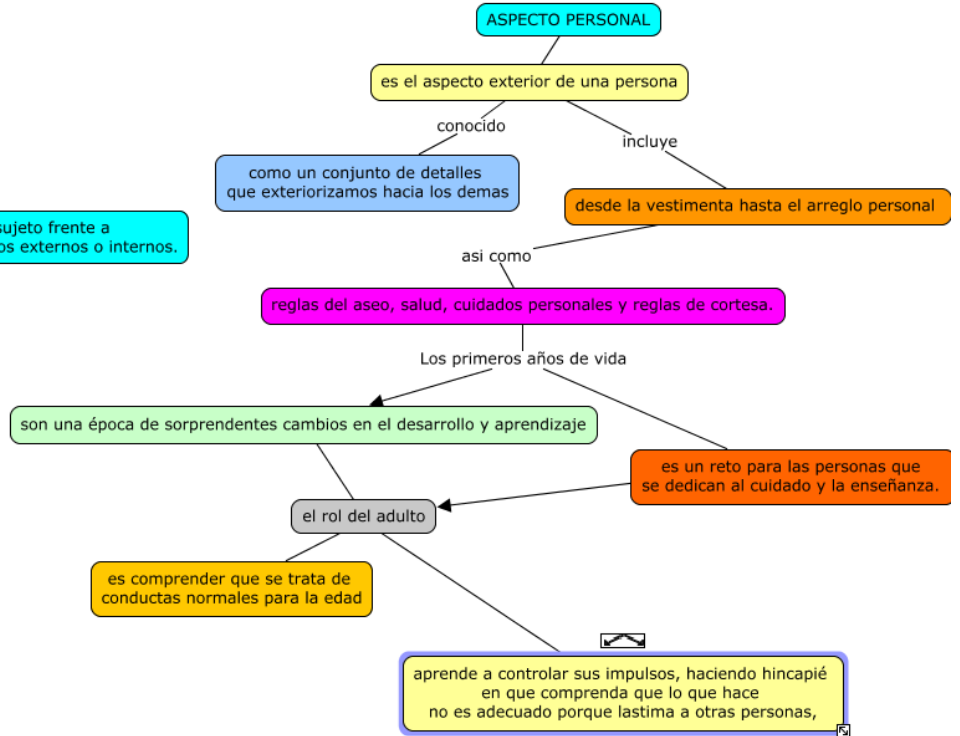 ASPECTO PERSONAL
es el aspecto exterior de una persona
conocido
incluye
como un conjunto de detalles
que exteriorizamos hacia los demas
desde la vestimenta hasta el arreglo personal
sujeto frente a
os externos o internos.
asi como
reglas del aseo, salud, cuidados personales y reglas de cortesa.
Los primeros años de vida
son una época de sorprendentes cambios en el desarrollo y aprendizaje
es un reto para las personas que
se dedican al cuidado y la enseñanza.
el rol del adulto
es comprender que se trata de
conductas normales para la edad
aprende a controlar sus impulsos, haciendo hincapié
en que comprenda que lo que hace
no es adecuado porque lastima a otras personas,